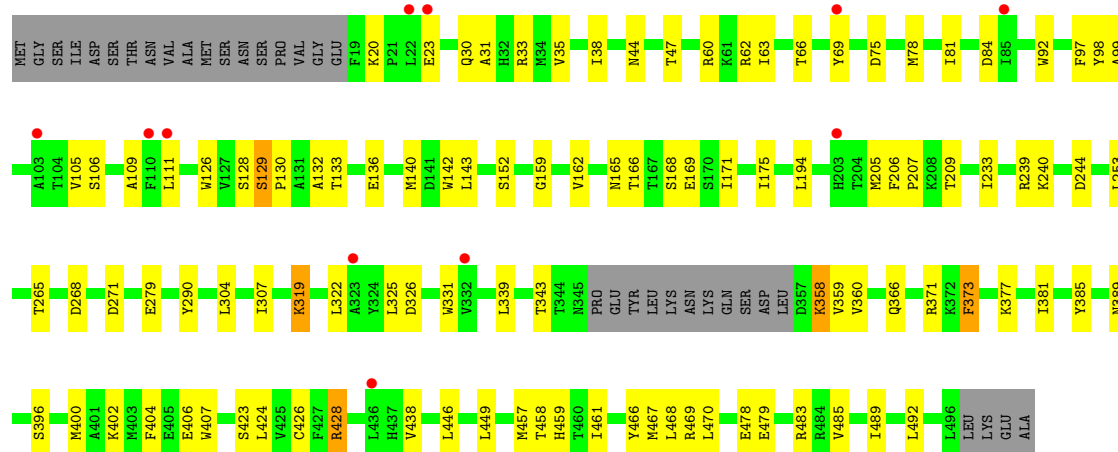 MET GLY SER ILE ASP SER THR ASN VAL ALA MET SER ASN SER PRO VAL GLY GLU F19 K20 P21 L22 E23 Q30 A31 H32 R33 M34 V35 I38 N44 T47 R60 K61 R62 I63 T66 Y69 D75 M78 I81 D84 I85 W92 F97 Y98 A99
A103 T104 V105 S106 A109 F110 L111 W126 V127 S128 S129 P130 A131 A132 T133 E136 M140 D141 W142 L143 S152 G159 V162 N165 T166 T167 S168 E169 S170 I171 I175 L194 H203 T204 M205 F206 P207 K208 T209 I233 R239 K240 D244
T265 D268 D271 E279 Y290 L304 I307 K319 L322 A323 Y324 L325 D326 W331 V332 L339 T343 T344 N345 PRO GLU TYR LEU LYS ASN LYS GLN SER ASP LEU D357 K358 V359 V360 Q366 R371 K372 F373 K377 I381 Y385
S396 M400 A401 K402 M403 F404 E405 E406 W407 S423 L424 V425 C426 F427 R428 L436 H437 V438 L446 L449 M457 T458 H459 T460 I461 Y466 M467 L468 R469 L470 E478 E479 R483 R484 V485 I489 L492 L496 LEU LYS GLU ALA